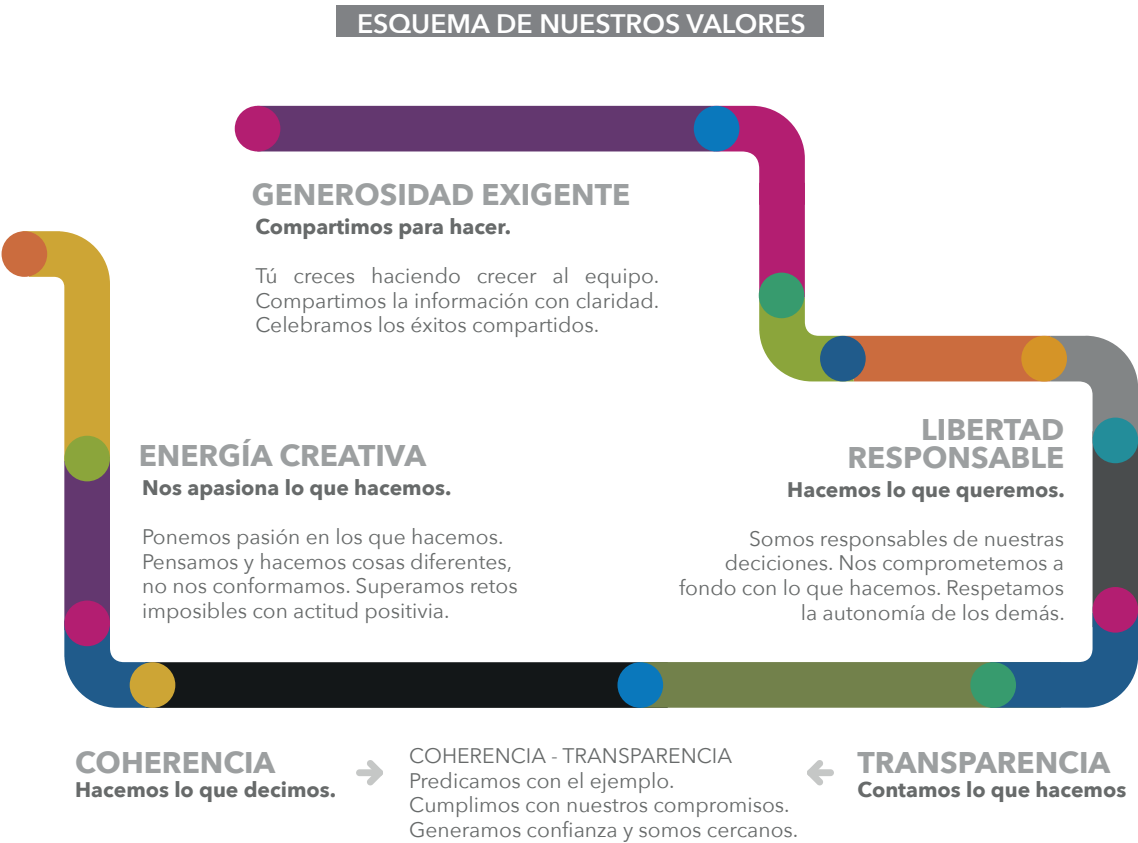 ESQUEMA DE NUESTROS VALORES
GENEROSIDAD EXIGENTE
Compartimos para hacer.
Tú creces haciendo crecer al equipo.
Compartimos la información con claridad.
Celebramos los éxitos compartidos.
ENERGÍA CREATIVA
Nos apasiona lo que hacemos.
Ponemos pasión en los que hacemos.
Pensamos y hacemos cosas diferentes,
no nos conformamos. Superamos retos
imposibles con actitud positivia.
LIBERTAD
RESPONSABLE
Hacemos lo que queremos.
Somos responsables de nuestras
deciciones. Nos comprometemos a
fondo con lo que hacemos. Respetamos
la autonomía de los demás.
COHERENCIA
Hacemos lo que decimos.
COHERENCIA - TRANSPARENCIA
Predicamos con el ejemplo.
Cumplimos con nuestros compromisos.
Generamos confianza y somos cercanos.
TRANSPARENCIA
Contamos lo que hacemos